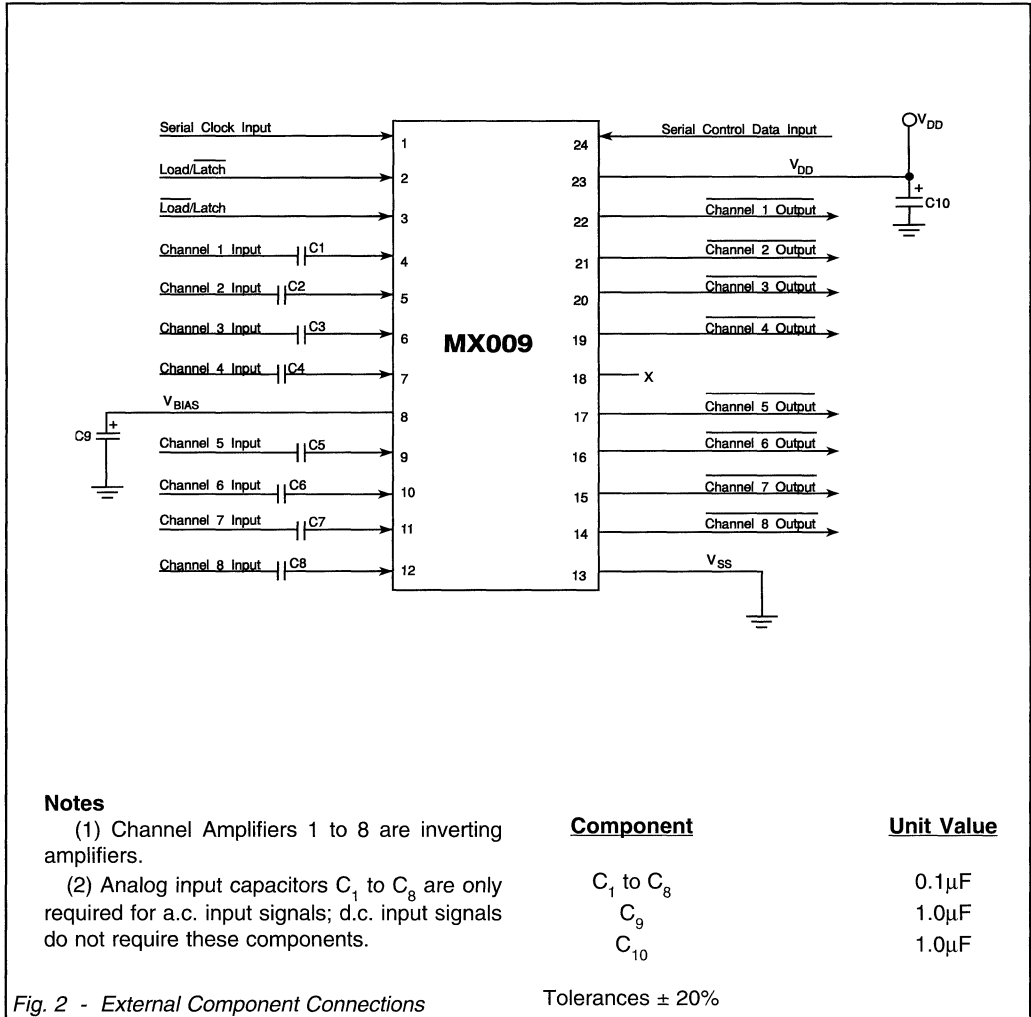 Serial Clock Input
1
Load/Latch
2
Load/Latch
3
Channel 1 Input
C1
4
Channel 2 Input
C2
5
Channel 3 Input
C3
6
Channel 4 Input
C4
7
VBIAS
8
C9
+
Channel 5 Input
C5
9
Channel 6 Input
C6
10
Channel 7 Input
C7
11
Channel 8 Input
C8
12
MX009
24
Serial Control Data Input
23
VDD
VDD
+
C10
22
Channel 1 Output
21
Channel 2 Output
20
Channel 3 Output
19
Channel 4 Output
18
X
17
Channel 5 Output
16
Channel 6 Output
15
Channel 7 Output
14
Channel 8 Output
13
VSS
Notes
(1) Channel Amplifiers 1 to 8 are inverting
amplifiers.
(2) Analog input capacitors C1 to C8 are only
required for a.c. input signals; d.c. input signals
do not require these components.
Component Unit Value
C1 to C8 0.1µF
C9 1.0µF
C10 1.0µF
Tolerances ± 20%
Fig. 2 - External Component Connections